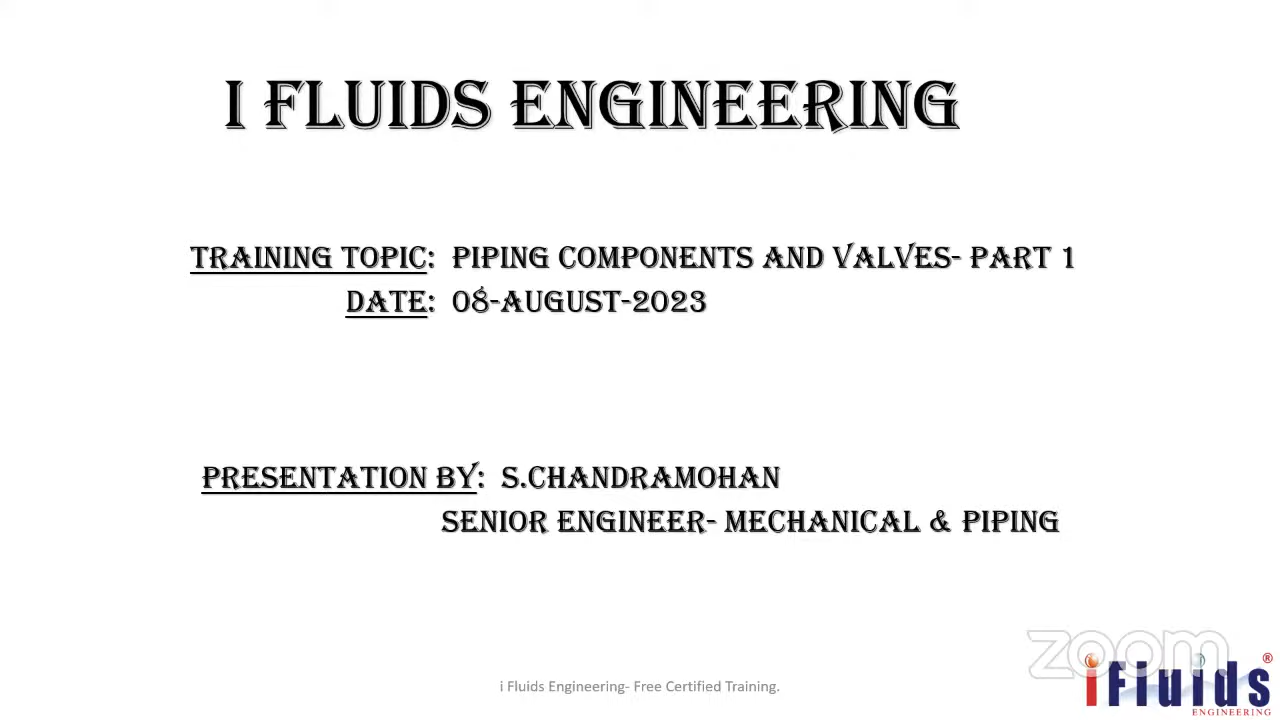 I FLUIDS ENGINEERING
TRAINING TOPIC: PIPING COMPONENTS AND VALVES- PART 1
DATE: 08-AUGUST-2023
PRESENTATION BY: S.CHANDRAMOHAN
SENIOR ENGINEER- MECHANICAL & PIPING
zoom
i Fluids Engineering- Free Certified Training.
iFluids®
ENGINEERING